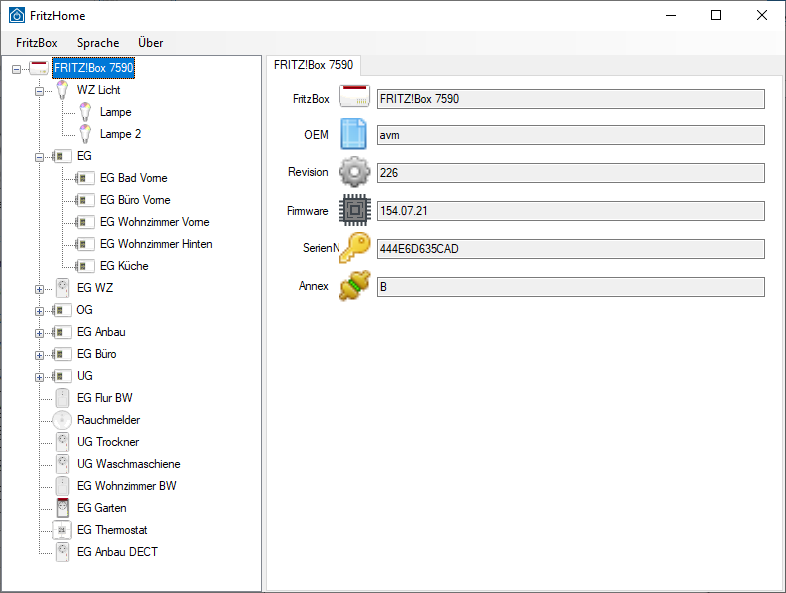 FritzHome
FritzBox Sprache Über
FRITZ!Box 7590
WZ Licht
Lampe
Lampe 2
EG
EG Bad Vorne
EG Büro Vorne
EG Wohnzimmer Vorne
EG Wohnzimmer Hinten
EG Küche
EG WZ
OG
EG Anbau
EG Büro
UG
EG Flur BW
Rauchmelder
UG Trockner
UG Waschmaschiene
EG Wohnzimmer BW
EG Garten
EG Thermostat
EG Anbau DECT
FRITZ!Box 7590
FritzBox FRITZ!Box 7590
OEM avm
Revision 226
Firmware 154.07.21
SerienN 444E6D635CAD
Annex B